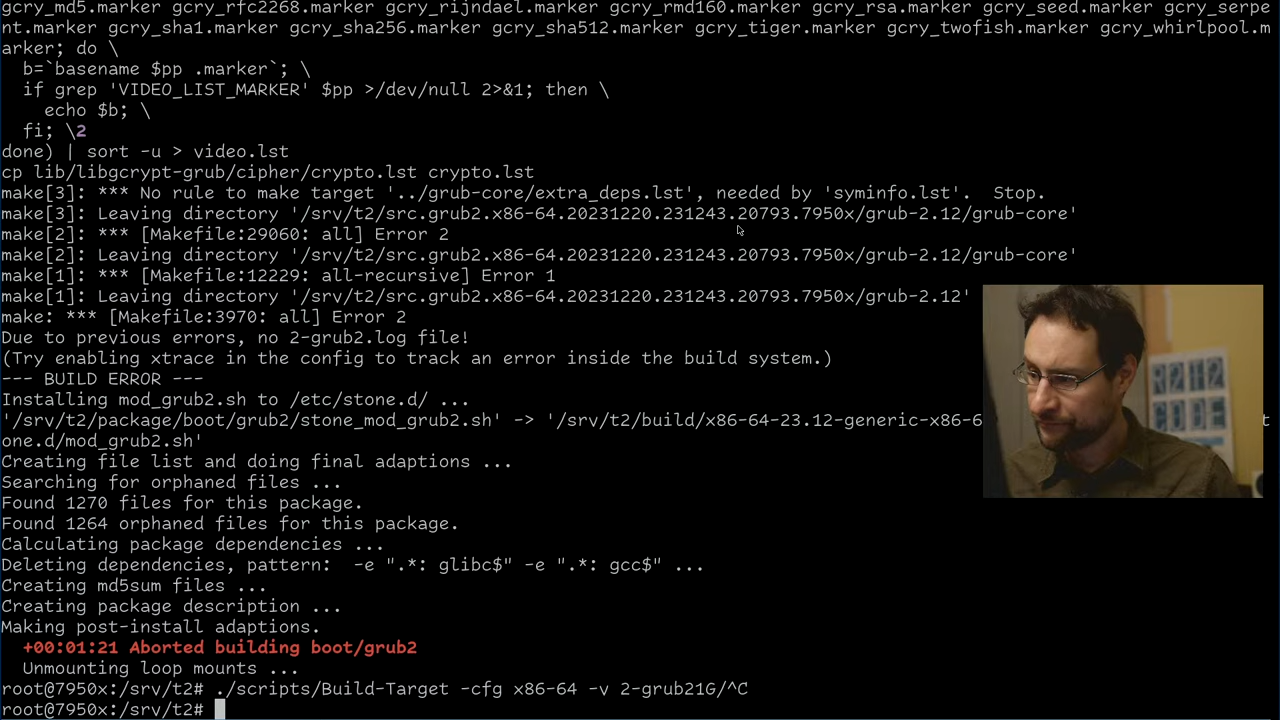 gcry_md5.marker gcry_rfc2268.marker gcry_rijndael.marker gcry_rmd160.marker gcry_rsa.marker gcry_seed.marker gcry_serpe
nt.marker gcry_sha1.marker gcry_sha256.marker gcry_sha512.marker gcry_tiger.marker gcry_twofish.marker gcry_whirlpool.m
arker; do \
b=`basename $pp .marker`; \
if grep 'VIDEO_LIST_MARKER' $pp >/dev/null 2>&1; then \
echo $b; \
fi; \2
done) | sort -u > video.lst
cp lib/libgcrypt-grub/cipher/crypto.lst crypto.lst
make[3]: *** No rule to make target '../grub-core/extra_deps.lst', needed by 'syminfo.lst'.  Stop.
make[3]: Leaving directory '/srv/t2/src.grub2.x86-64.20231220.231243.20793.7950x/grub-2.12/grub-core'
make[2]: *** [Makefile:29060: all] Error 2
make[2]: Leaving directory '/srv/t2/src.grub2.x86-64.20231220.231243.20793.7950x/grub-2.12/grub-core'
make[1]: *** [Makefile:12229: all-recursive] Error 1
make[1]: Leaving directory '/srv/t2/src.grub2.x86-64.20231220.231243.20793.7950x/grub-2.12'
make: *** [Makefile:3970: all] Error 2
Due to previous errors, no 2-grub2.log file!
(Try enabling xtrace in the config to track an error inside the build system.)
--- BUILD ERROR ---
Installing mod_grub2.sh to /etc/stone.d/ ...
'/srv/t2/package/boot/grub2/stone_mod_grub2.sh' -> '/srv/t2/build/x86-64-23.12-generic-x86-6
one.d/mod_grub2.sh'
Creating file list and doing final adaptions ...
Searching for orphaned files ...
Found 1270 files for this package.
Found 1264 orphaned files for this package.
Calculating package dependencies ...
Deleting dependencies, pattern:  -e ".*: glibc$" -e ".*: gcc$" ...
Creating md5sum files ...
Creating package description ...
Making post-install adaptions.
+00:01:21 Aborted building boot/grub2
Unmounting loop mounts ...
root@7950x:/srv/t2# ./scripts/Build-Target -cfg x86-64 -v 2-grub21G/^C
root@7950x:/srv/t2#